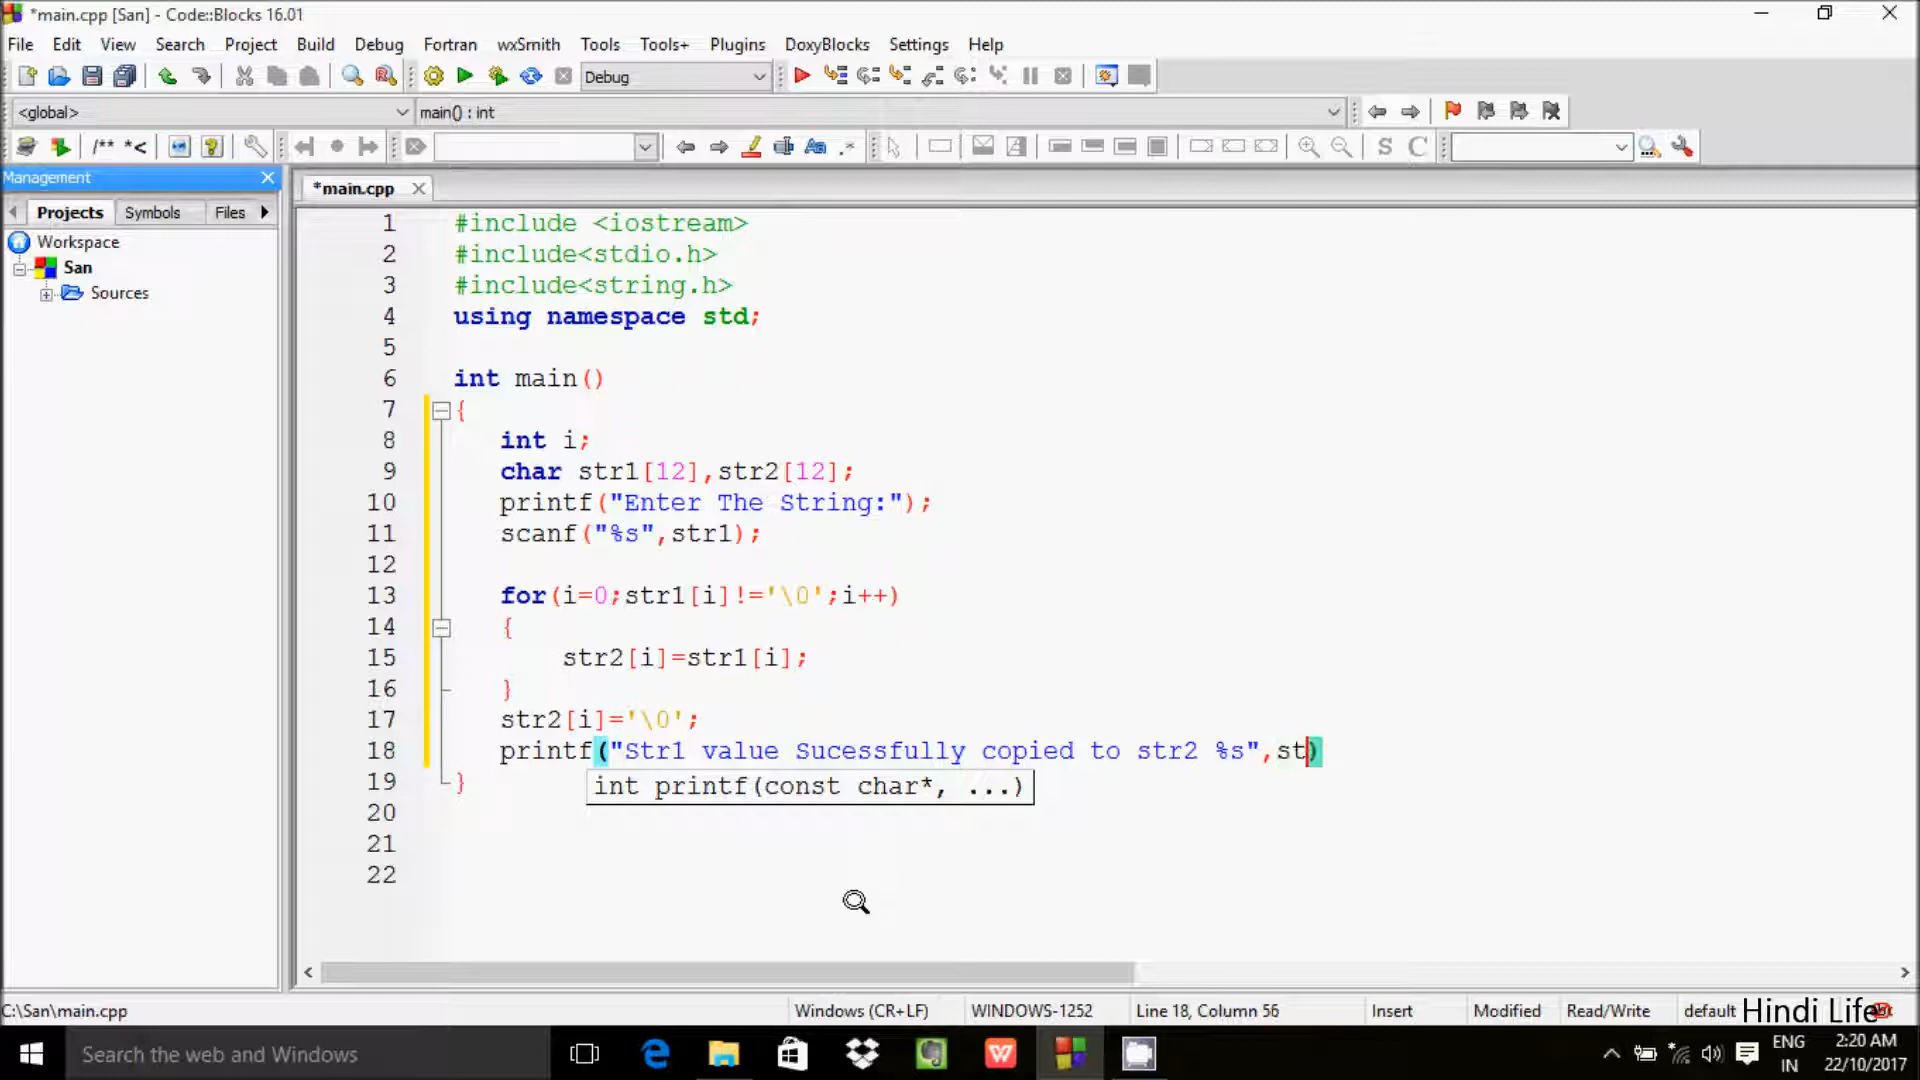 *main.cpp [San] - Code::Blocks 16.01
File Edit View Search Project Build Debug Fortran wxSmith Tools Tools+ Plugins DoxyBlocks Settings Help
Debug
<global> main() : int
/** *< .* S C
Management
*main.cpp
Projects Symbols Files
Workspace
San
Sources
1 #include <iostream>
2 #include<stdio.h>
3 #include<string.h>
4 using namespace std;
5
6 int main()
7 {
8 int i;
9 char str1[12],str2[12];
10 printf("Enter The String:");
11 scanf("%s",str1);
12
13 for(i=0;str1[i]!='\0';i++)
14 {
15 str2[i]=str1[i];
16 }
17 str2[i]='\0';
18 printf("Str1 value Sucessfully copied to str2 %s",st)
19 }
int printf(const char*, ...)
20
21
22
C:\San\main.cpp Windows (CR+LF) WINDOWS-1252 Line 18, Column 56 Insert Modified Read/Write default
Hindi Life
Search the web and Windows
ENG
IN
2:20 AM
22/10/2017